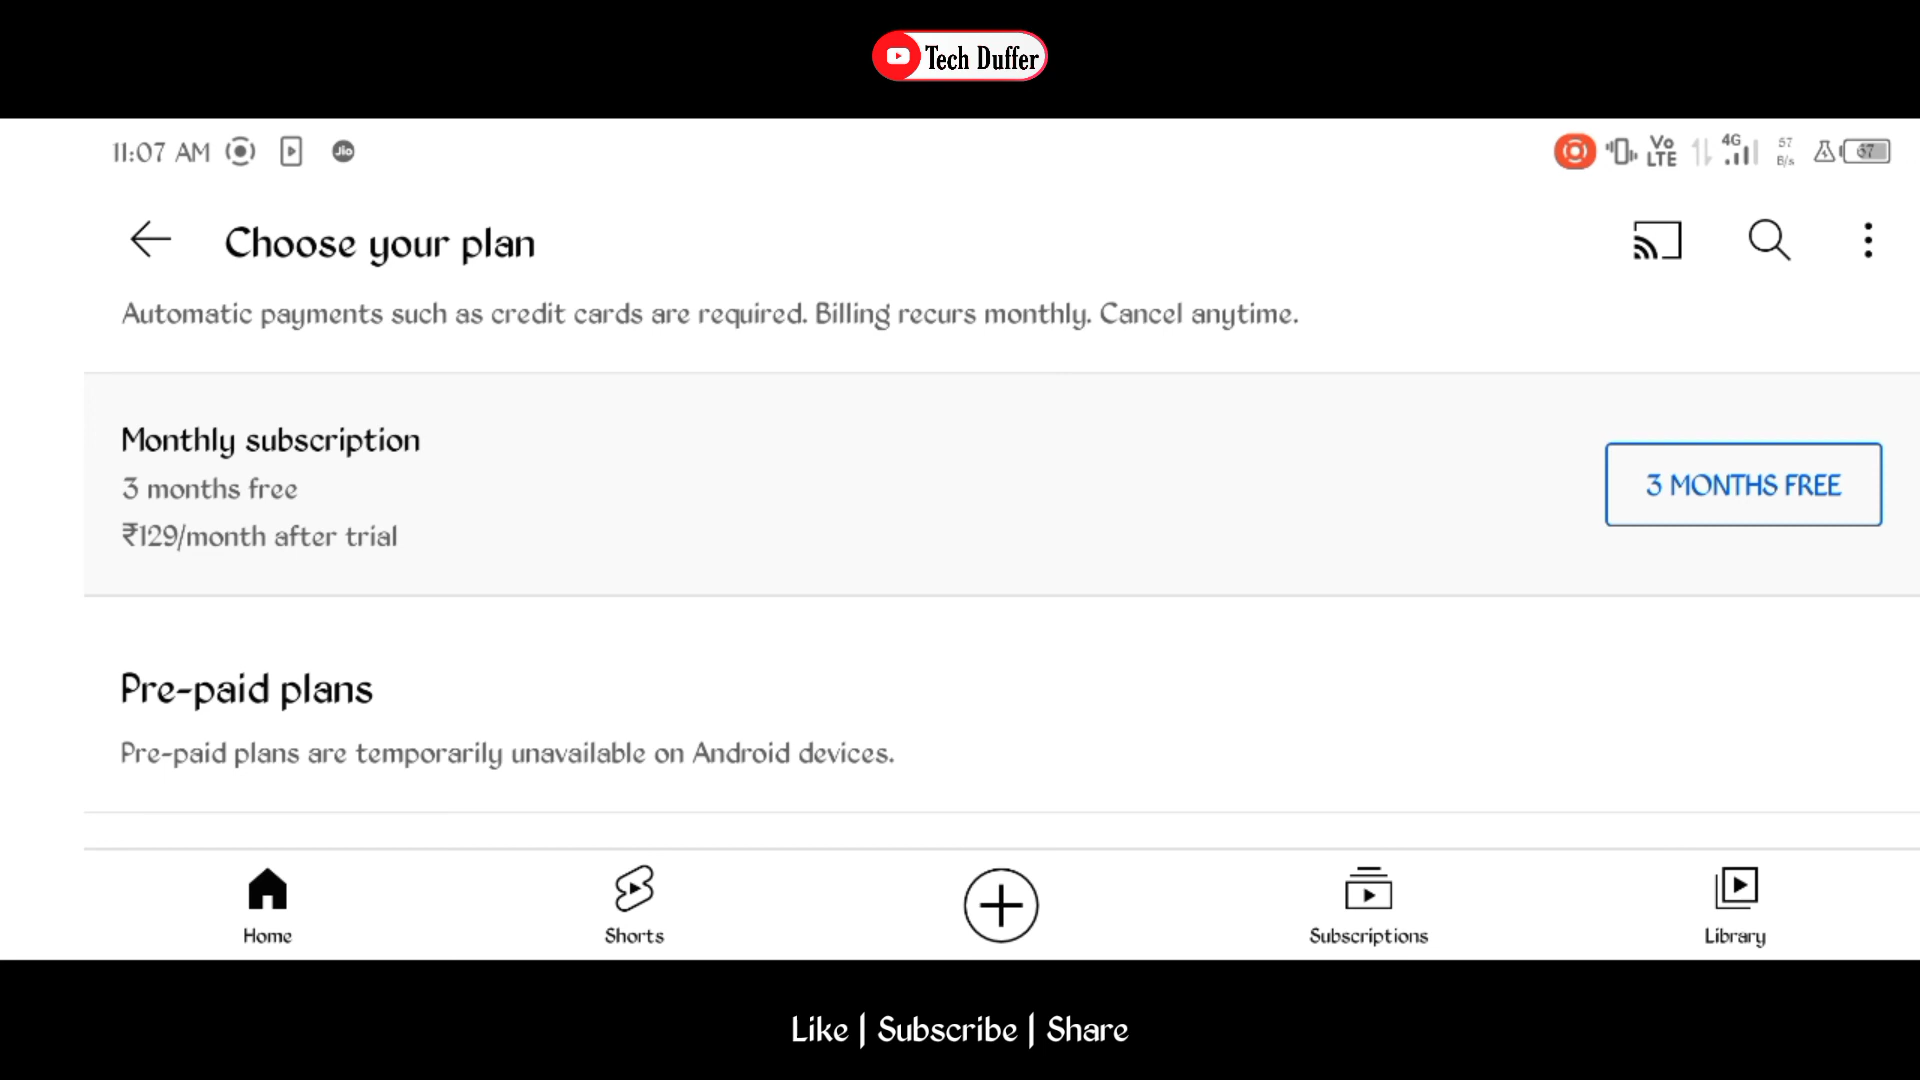 Tech Duffer
11:07 AM Jio Vo LTE 4G 57 B/s 67
Choose your plan
Automatic payments such as credit cards are required. Billing recurs monthly. Cancel anytime.
Monthly subscription
3 months free
₹129/month after trial
3 MONTHS FREE
Pre-paid plans
Pre-paid plans are temporarily unavailable on Android devices.
Home Shorts Subscriptions Library
Like | Subscribe | Share